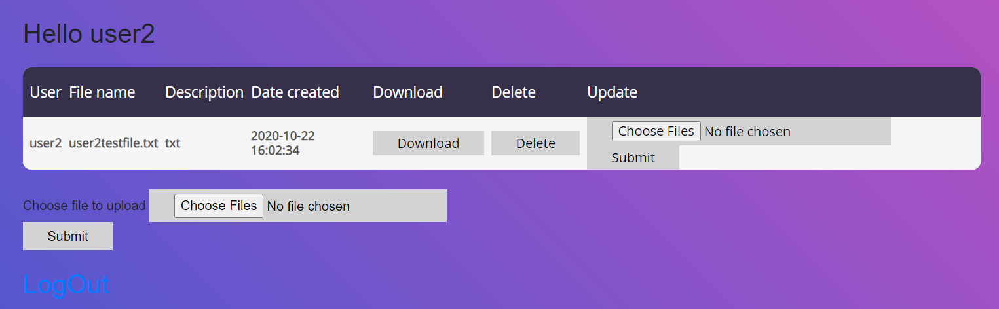 Hello user2
User File name Description Date created Download Delete Update
user2 user2testfile.txt txt 2020-10-22 16:02:34 Download Delete Choose Files No file chosen
Submit
Choose file to upload Choose Files No file chosen
Submit
LogOut